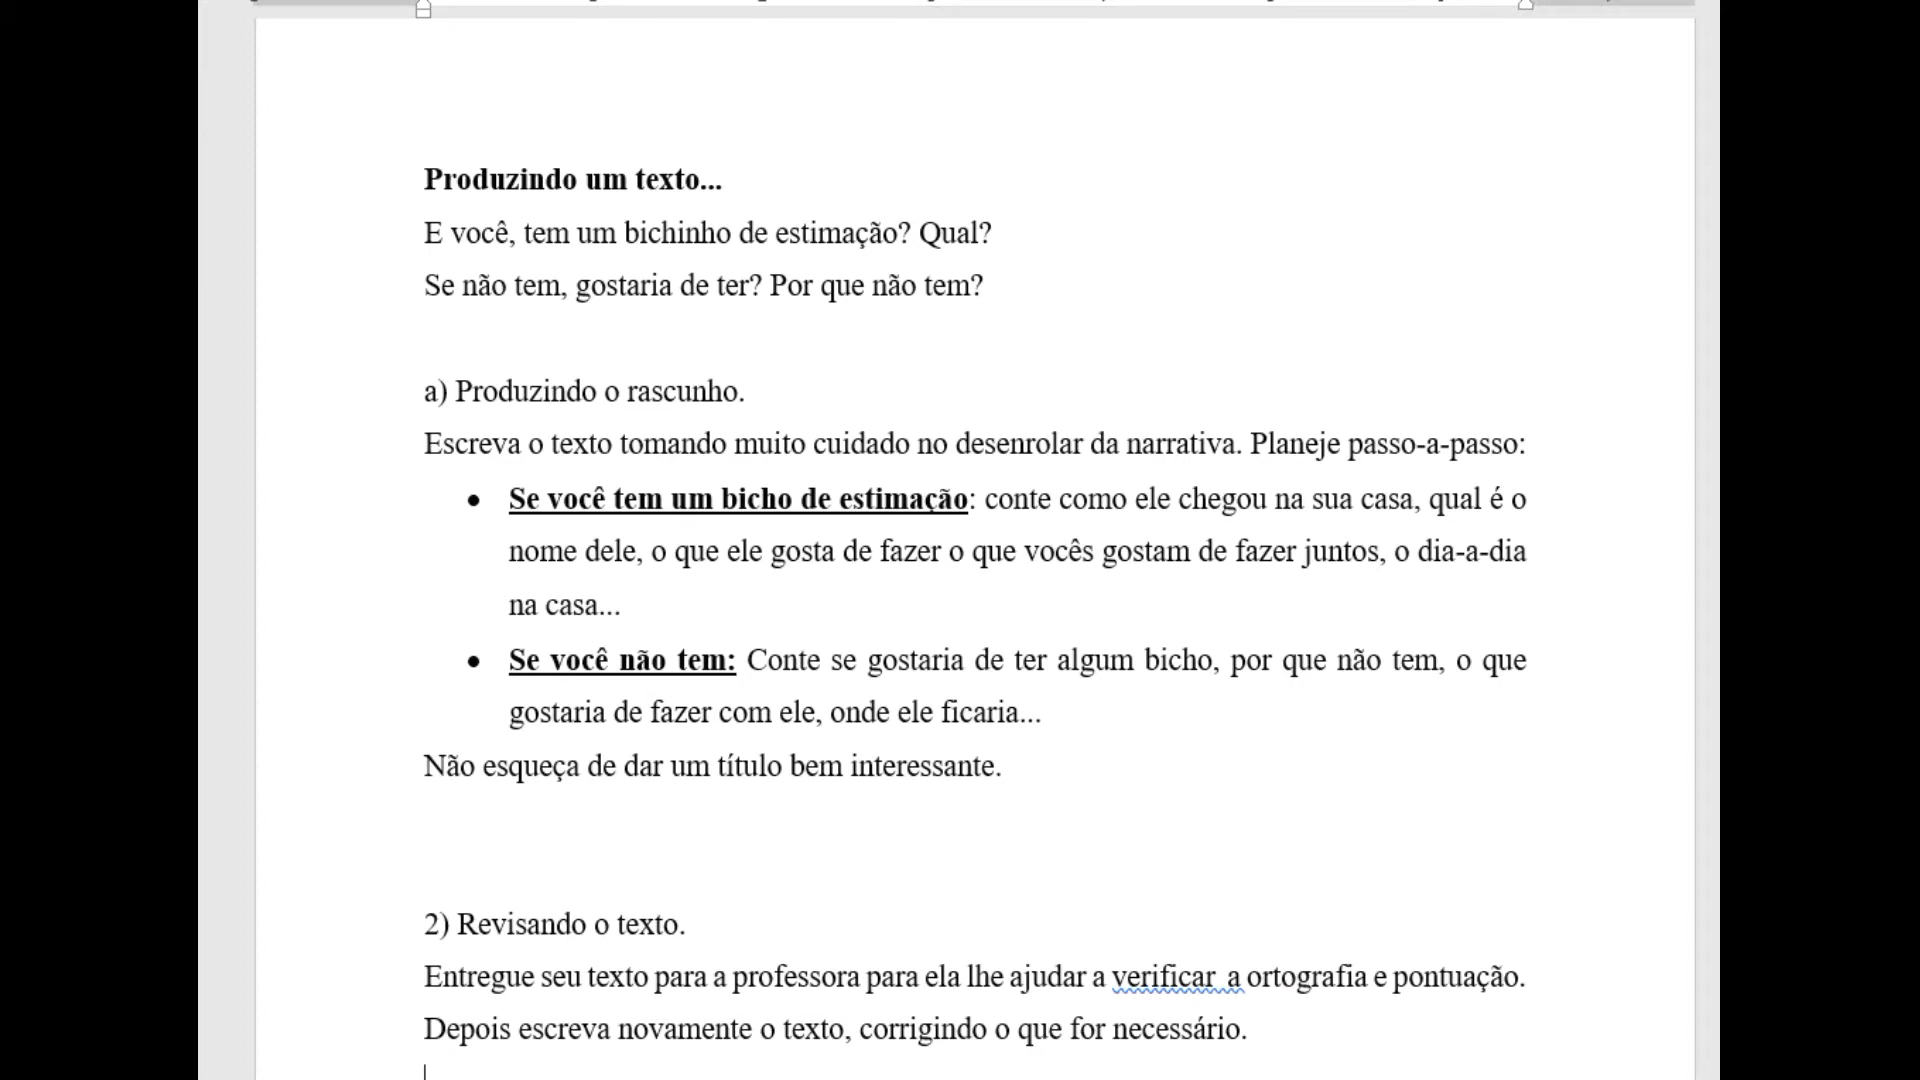 Produzindo um texto...
E você, tem um bichinho de estimação? Qual?
Se não tem, gostaria de ter? Por que não tem?
a) Produzindo o rascunho.
Escreva o texto tomando muito cuidado no desenrolar da narrativa. Planeje passo-a-passo:
• Se você tem um bicho de estimação: conte como ele chegou na sua casa, qual é o
nome dele, o que ele gosta de fazer o que vocês gostam de fazer juntos, o dia-a-dia
na casa...
• Se você não tem: Conte se gostaria de ter algum bicho, por que não tem, o que
gostaria de fazer com ele, onde ele ficaria...
Não esqueça de dar um título bem interessante.
2) Revisando o texto.
Entregue seu texto para a professora para ela lhe ajudar a verificar a ortografia e pontuação.
Depois escreva novamente o texto, corrigindo o que for necessário.